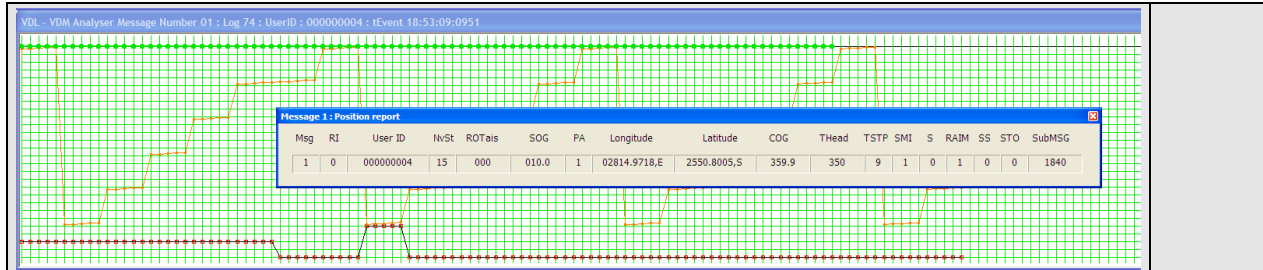 VDL - VDM Analyser Message Number 01 : Log 74 : UserID : 000000004 : tEvent 18:53:09:0951
Message 1 : Position report
Msg RI User ID NvSt ROTais SOG PA Longitude Latitude COG THead TSTP SMI S RAIM SS STO SubMSG
1 0 000000004 15 000 010.0 1 02814.9718,E 2550.8005,S 359.9 350 9 1 0 1 0 0 1840